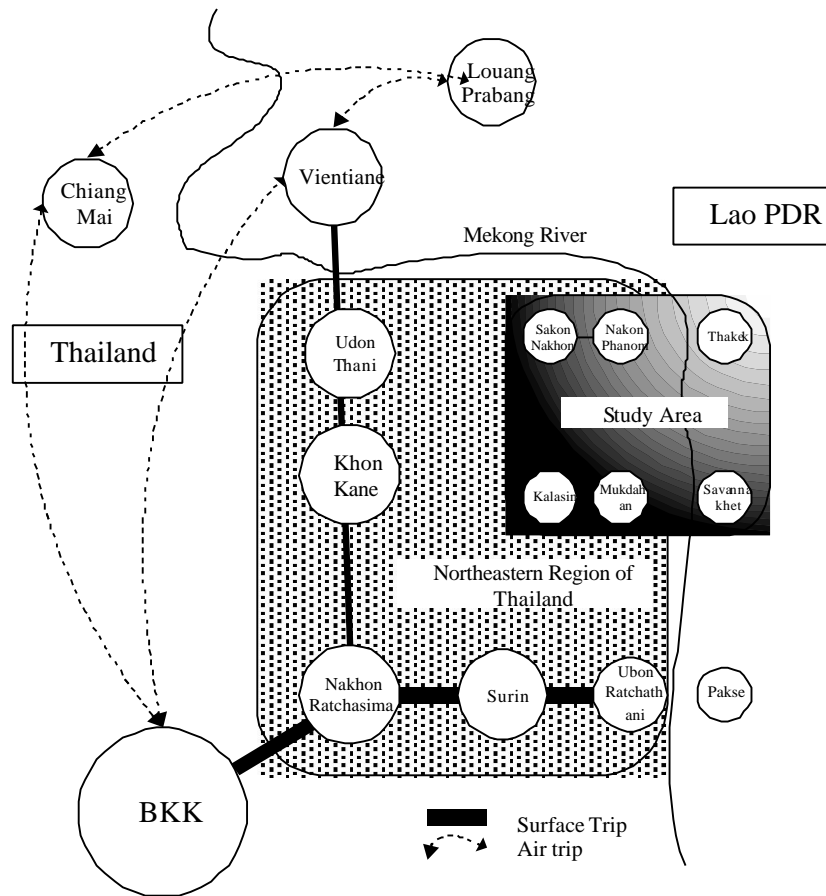 Louang
Prabang
Chiang
Mai
Vientiane
Lao PDR
Mekong River
Thailand
Udon
Thani
Sakon
Nakhon
Nakon
Phanom
Thakek
Study Area
Khon
Kane
Kalasin
Mukdah
an
Savanna
khet
Northeastern Region of
Thailand
Nakhon
Ratchasima
Surin
Ubon
Ratchath
ani
Pakse
BKK
Surface Trip
Air trip